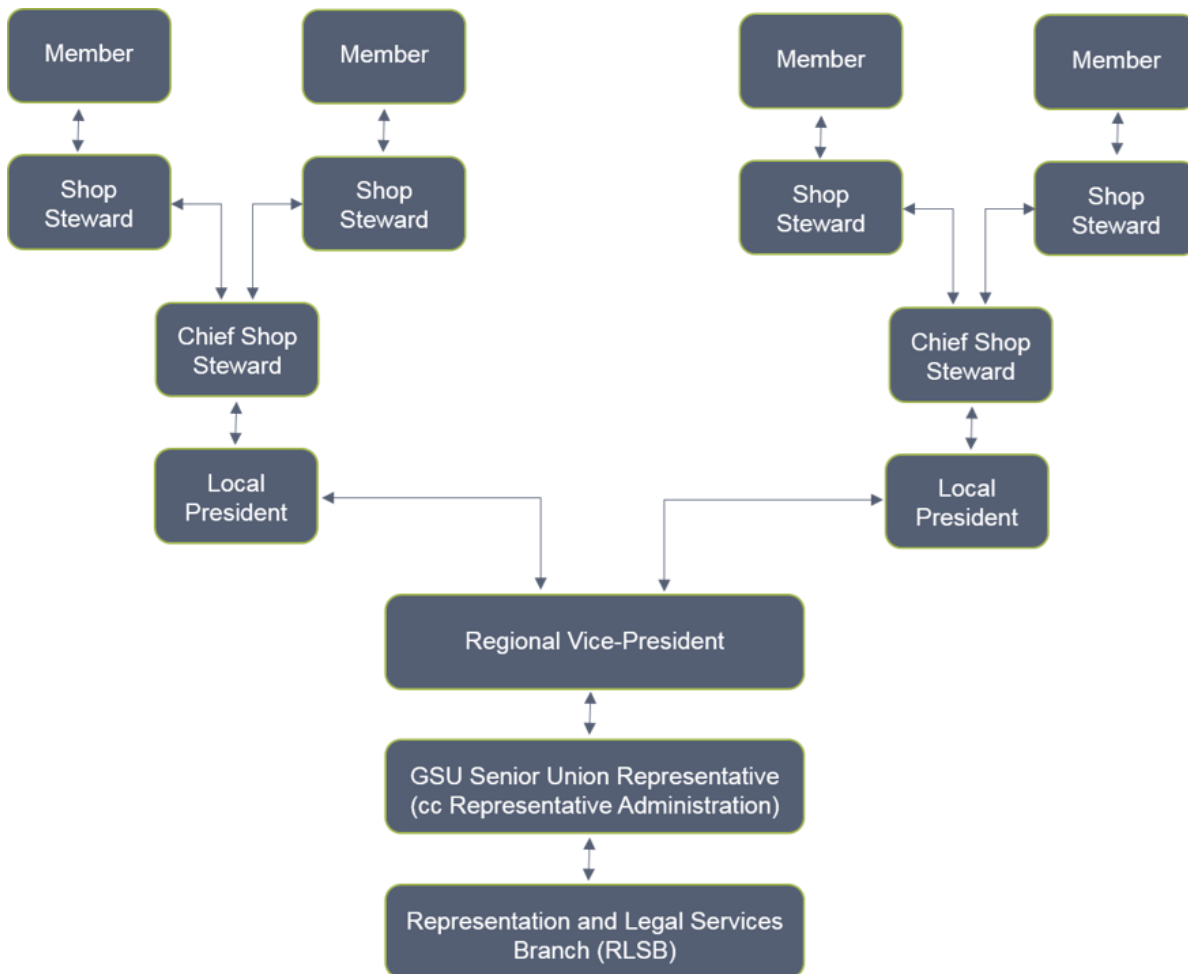 Member
Member
Member
Member
Shop
Steward
Shop
Steward
Shop
Steward
Shop
Steward
Chief Shop
Steward
Chief Shop
Steward
Local
President
Local
President
Regional Vice-President
GSU Senior Union Representative
(cc Representative Administration)
Representation and Legal Services
Branch (RLSB)